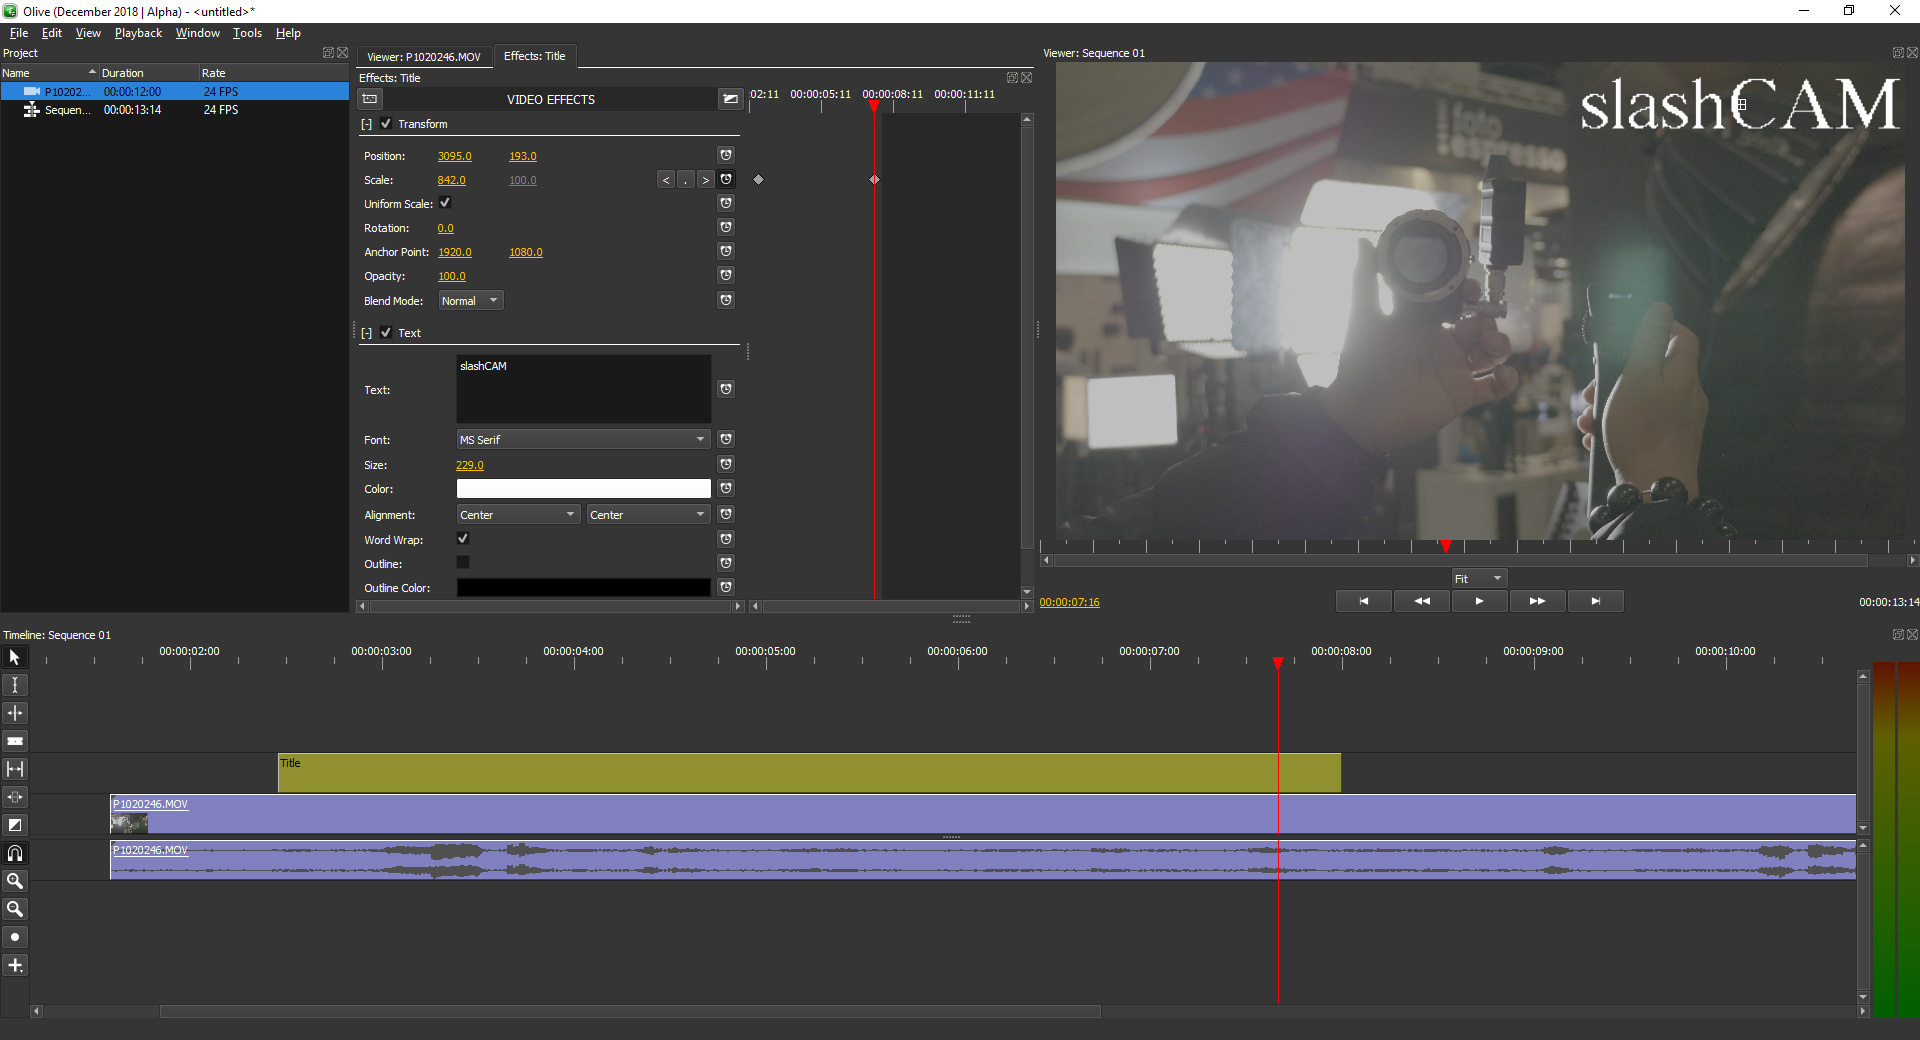 Olive (December 2018 | Alpha) - <untitled>*
File Edit View Playback Window Tools Help
Project
Name Duration Rate
P10202... 00:00:12:00 24 FPS
Sequen... 00:00:13:14 24 FPS
Viewer: P1020246.MOV Effects: Title
Effects: Title
VIDEO EFFECTS
:02:11 00:00:05:11 00:00:08:11 00:00:11:11
[-] Transform
Position: 3095.0 193.0
Scale: 842.0 100.0 < . >
Uniform Scale:
Rotation: 0.0
Anchor Point: 1920.0 1080.0
Opacity: 100.0
Blend Mode: Normal
[-] Text
Text: slashCAM
Font: MS Serif
Size: 229.0
Color:
Alignment: Center Center
Word Wrap:
Outline:
Outline Color:
Viewer: Sequence 01
slashCAM
foto
espresso
Fit
00:00:07:16 00:00:13:14
Timeline: Sequence 01
00:00:02:00 00:00:03:00 00:00:04:00 00:00:05:00 00:00:06:00 00:00:07:00 00:00:08:00 00:00:09:00 00:00:10:00
Title
P1020246.MOV
P1020246.MOV